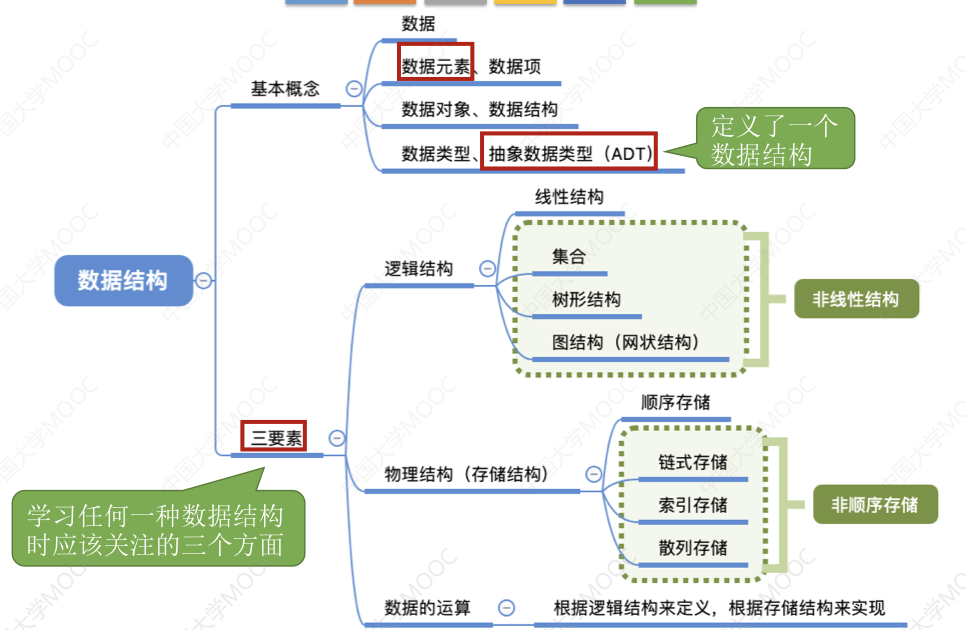 数据
数据元素、数据项
基本概念
数据对象、数据结构
定义了一个
数据结构
数据类型、抽象数据类型（ADT）
线性结构
集合
逻辑结构
数据结构
树形结构
非线性结构
图结构（网状结构）
顺序存储
三要素
链式存储
物理结构（存储结构）
索引存储
非顺序存储
学习任何一种数据结构
时应该关注的三个方面
散列存储
数据的运算
根据逻辑结构来定义，根据存储结构来实现
中国大学MOOC